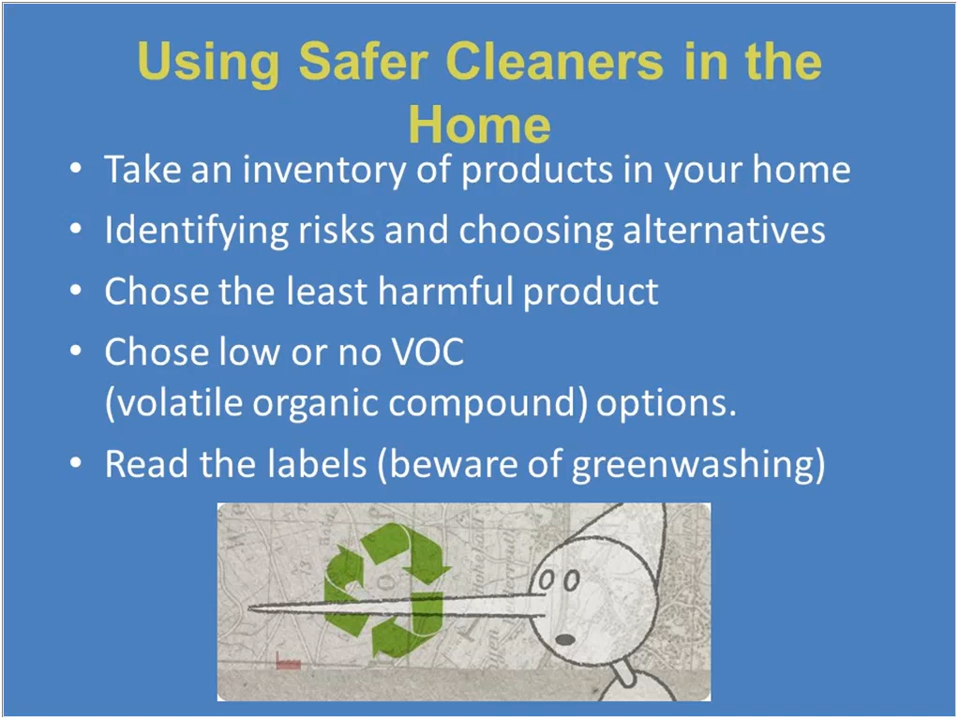 Using Safer Cleaners in the
Home
• Take an inventory of products in your home
• Identifying risks and choosing alternatives
• Chose the least harmful product
• Chose low or no VOC
(volatile organic compound) options.
• Read the labels (beware of greenwashing)